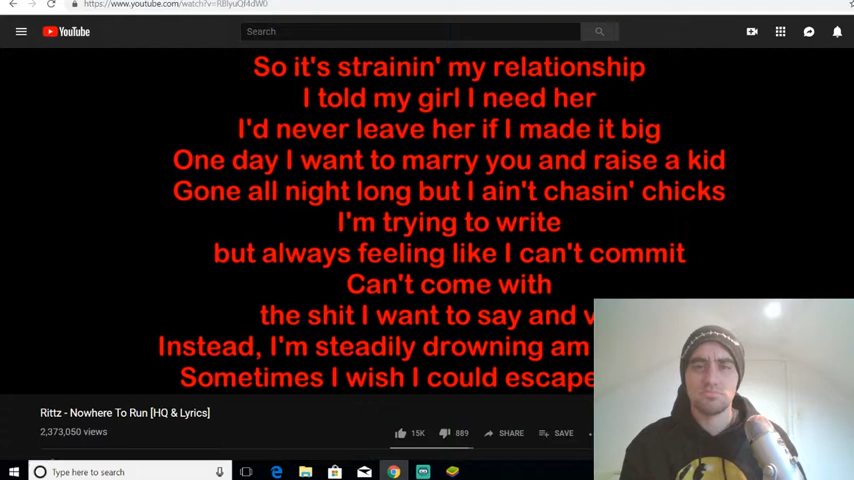 https://www.youtube.com/watch?v=RBlyuQf4dW0
YouTube
Search
So it's strainin' my relationship
I told my girl I need her
I'd never leave her if I made it big
One day I want to marry you and raise a kid
Gone all night long but I ain't chasin' chicks
I'm trying to write
but always feeling like I can't commit
Can't come with
the shit I want to say and
Instead, I'm steadily drowning am
Sometimes I wish I could escape
Rittz - Nowhere To Run [HQ & Lyrics]
2,373,050 views
15K
889
SHARE
SAVE
Type here to search